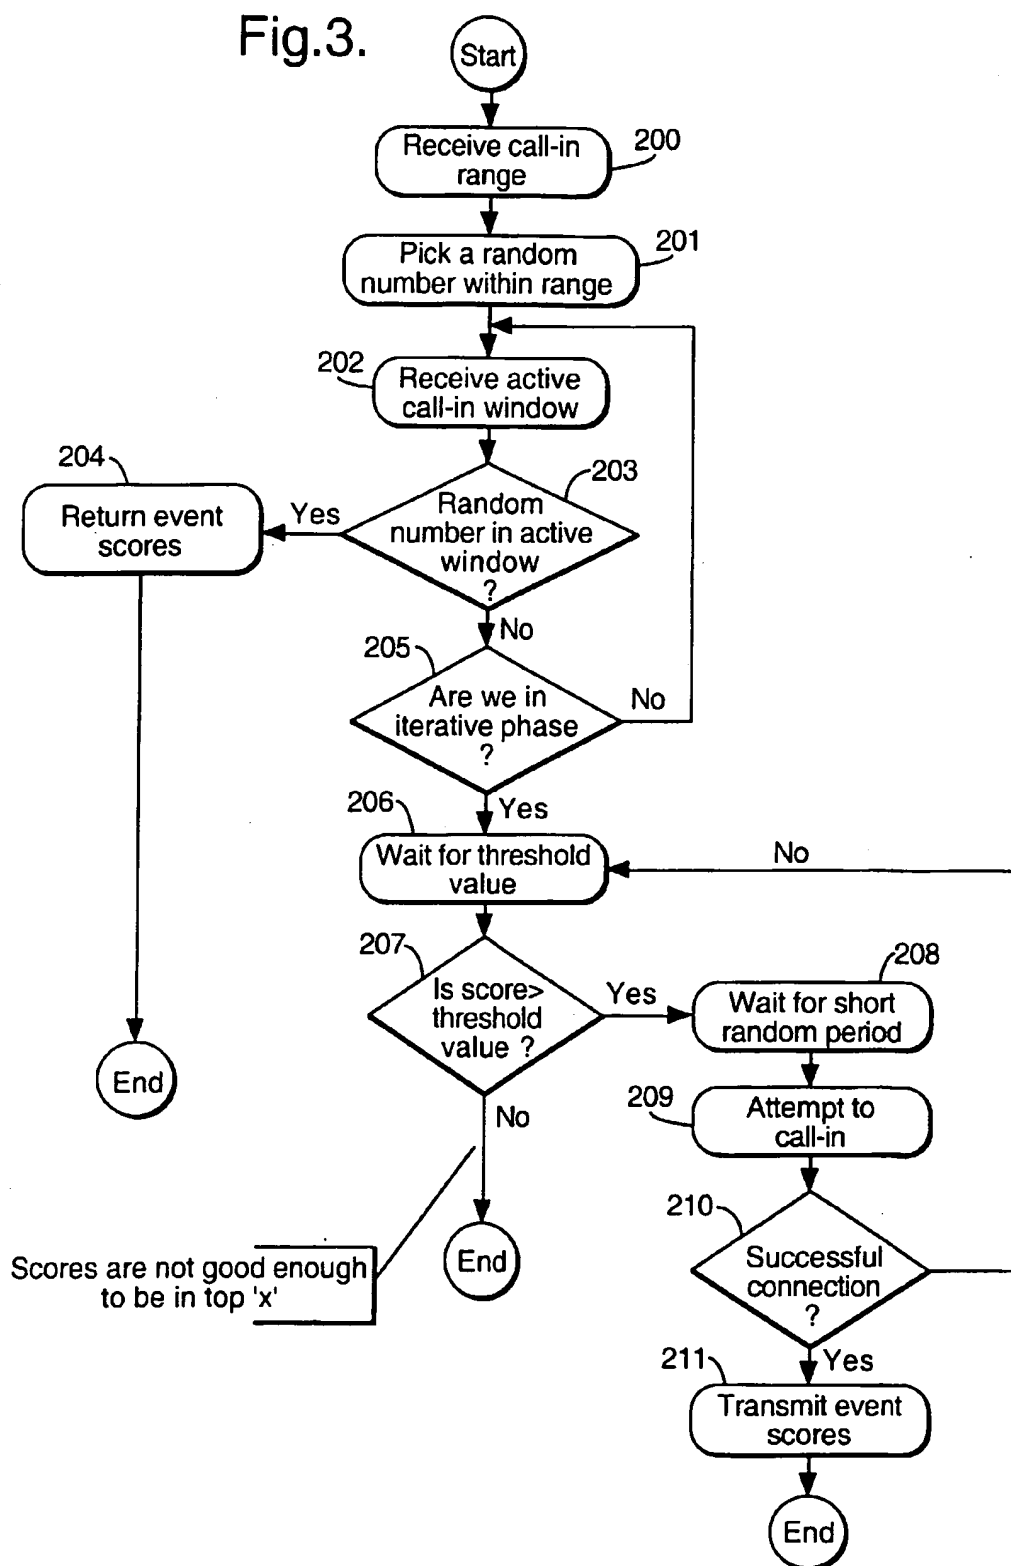 Fig.3.
Start
Receive call-in
range
200
Pick a random
number within range
201
202
Receive active
call-in window
203
Random
number in active
window
?
Yes
204
Return event
scores
End
No
205
Are we in
iterative phase
?
No
Yes
206
Wait for threshold
value
No
207
Is score>
threshold
value ?
Yes
208
Wait for short
random period
No
End
Scores are not good enough
to be in top 'x'
209
Attempt to
call-in
210
Successful
connection
?
Yes
211
Transmit event
scores
End